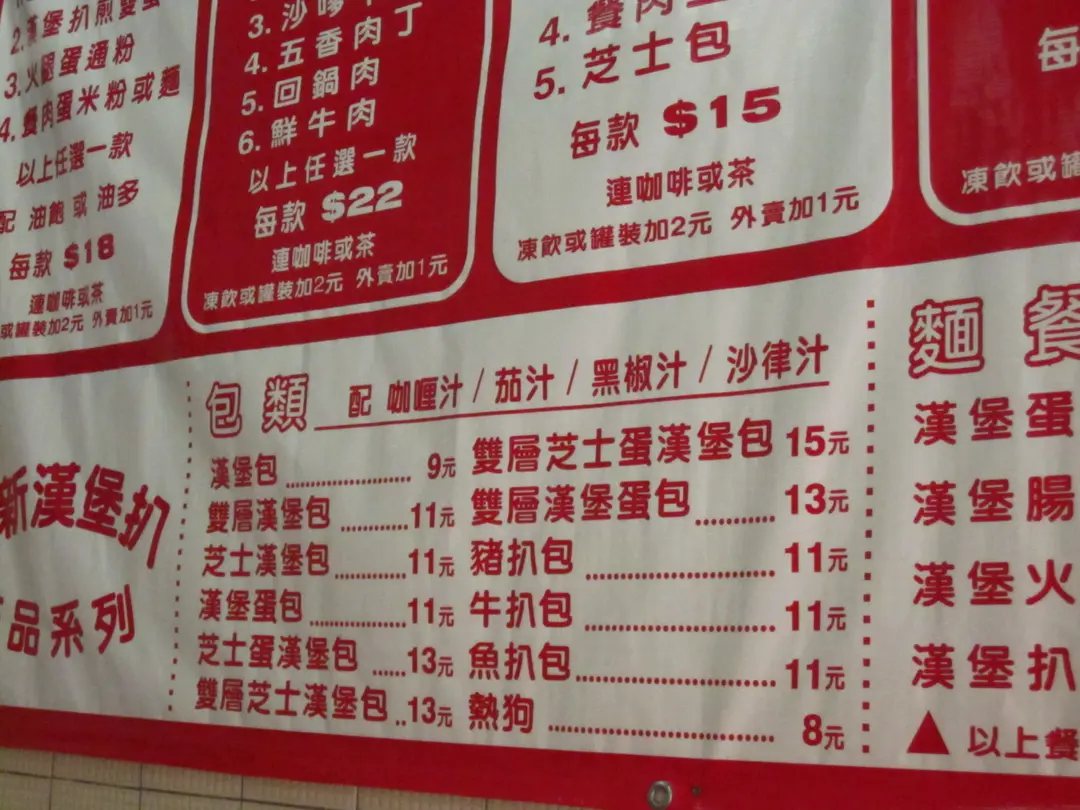 2.漢堡扒煎雙蛋
3.火腿蛋通粉
4.餐肉蛋米粉或麵
以上任選一款
配 油飽 或 油多
每款 $18
連咖啡或茶
或罐裝加2元 外賣加1元
3.沙嗲
4.五香肉丁
5.回鍋肉
6.鮮牛肉
以上任選一款
每款 $22
連咖啡或茶
凍飲或罐裝加2元 外賣加1元
4.餐肉
5.芝士包
每款 $15
連咖啡或茶
凍飲或罐裝加2元 外賣加1元
每
凍飲或罐
新漢堡扒
品系列
包類 配 咖喱汁/茄汁/黑椒汁/沙律汁
漢堡包 9元
雙層漢堡包 11元
芝士漢堡包 11元
漢堡蛋包 11元
芝士蛋漢堡包 13元
雙層芝士漢堡包 13元
雙層芝士蛋漢堡包 15元
雙層漢堡蛋包 13元
豬扒包 11元
牛扒包 11元
魚扒包 11元
熱狗 8元
麵餐
漢堡蛋
漢堡腸
漢堡火
漢堡扒
▲以上餐